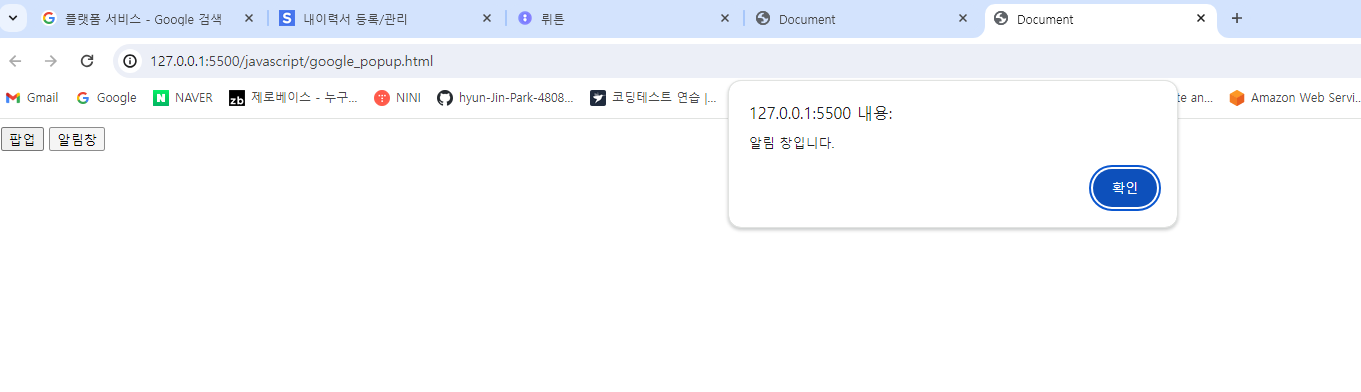 플랫폼 서비스 - Google 검색
내이력서 등록/관리
뤼튼
Document
Document
127.0.0.1:5500/javascript/google_popup.html
Gmail
Google
NAVER
zb 제로베이스 - 누구...
NINI
hyun-Jin-Park-4808...
코딩테스트 연습 |...
te an...
Amazon Web Servi...
팝업
알림창
127.0.0.1:5500 내용:
알림 창입니다.
확인